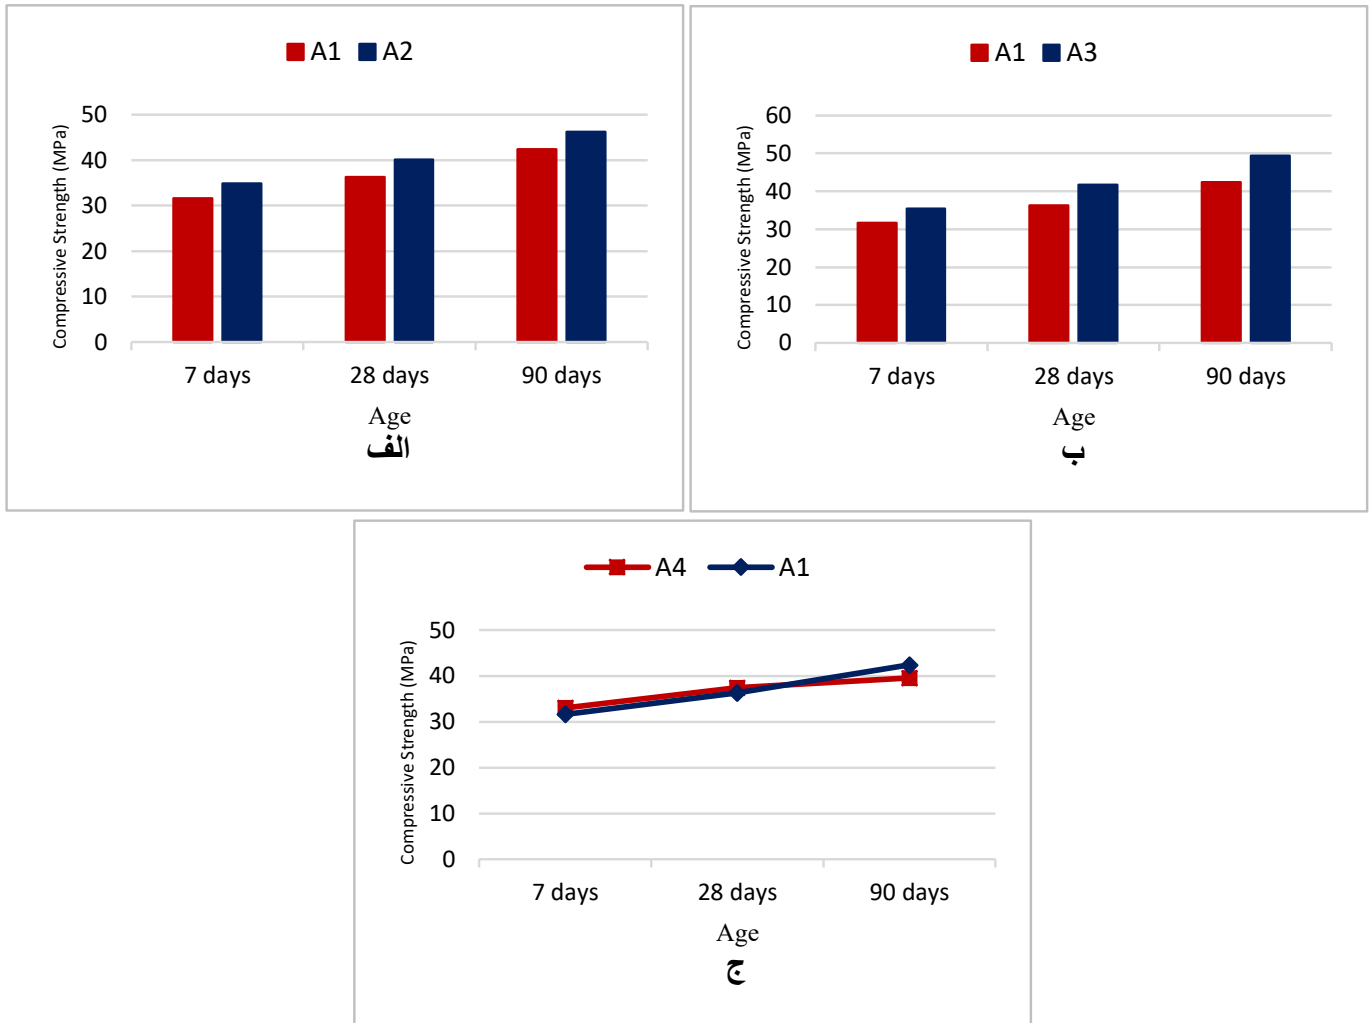 A1 A2
Compressive Strength (MPa)
50
40
30
20
10
0
7 days 28 days 90 days
Age
الف
A1 A3
Compressive Strength (MPa)
60
50
40
30
20
10
0
7 days 28 days 90 days
Age
ب
A4 A1
Compressive Strength (MPa)
50
40
30
20
10
0
7 days 28 days 90 days
Age
ج